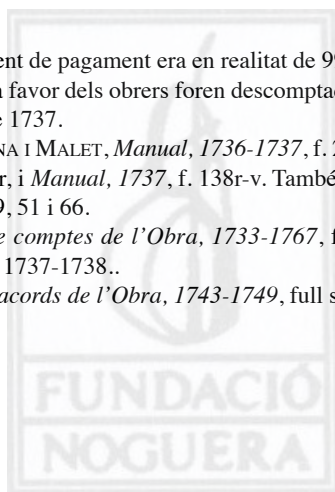 ent de pagament era en realitat de 9
a favor dels obrers foren descompta
e 1737.
NA I MALET, Manual, 1736-1737, f. 2
r, i Manual, 1737, f. 138r-v. També
9, 51 i 66.
e comptes de l'Obra, 1733-1767, f
1737-1738..
acords de l'Obra, 1743-1749, full s
FUNDACIÓ
NOGUERA